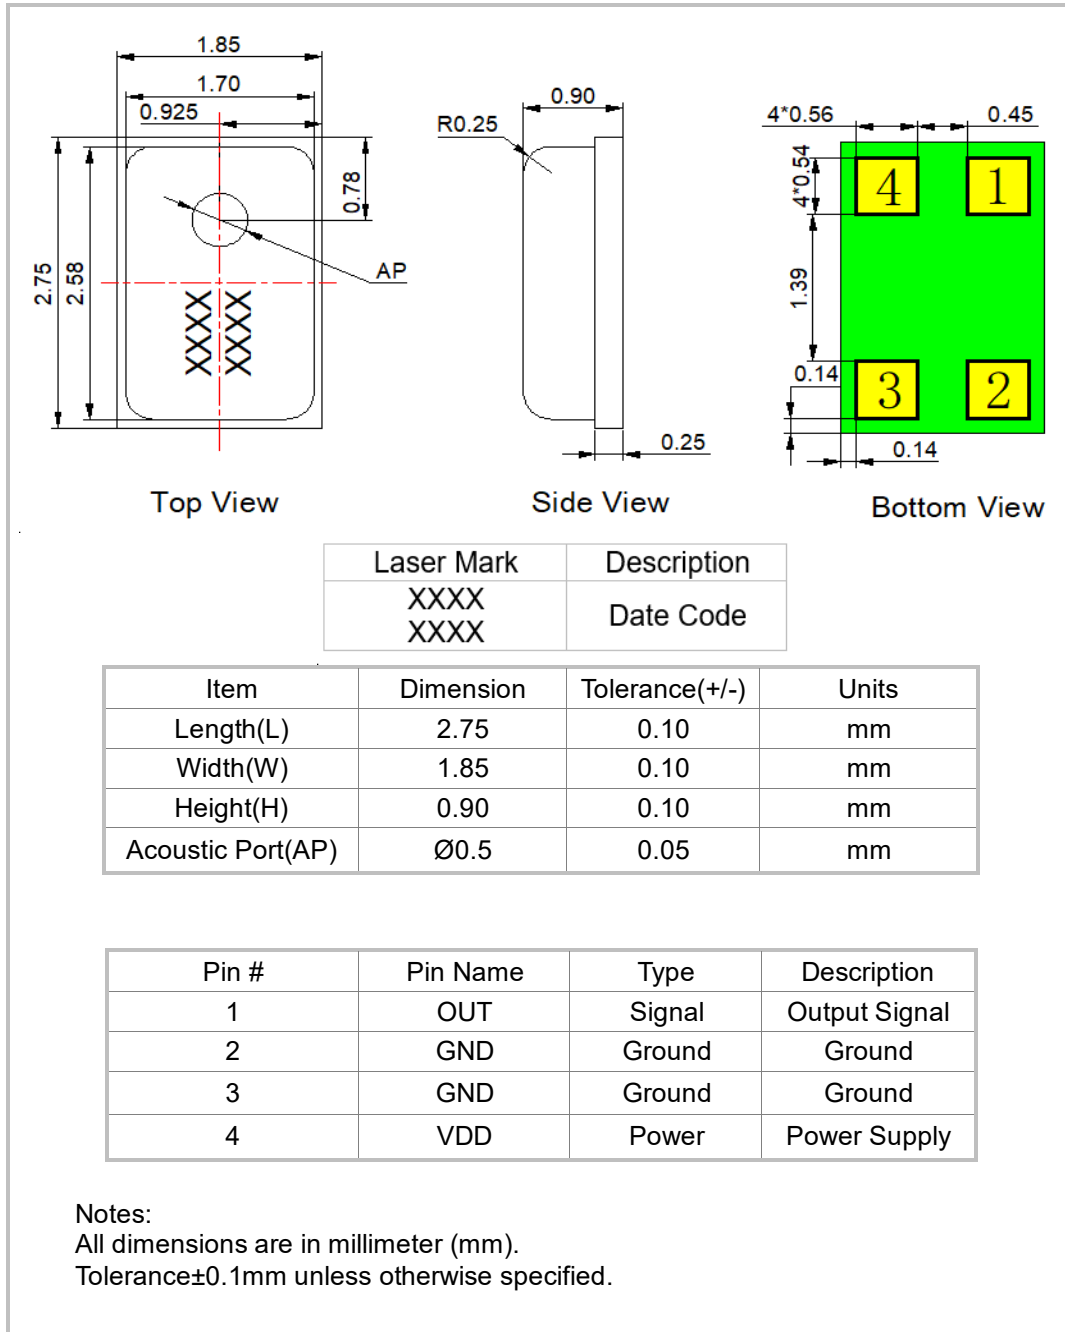 1.85
1.70
0.925
0.78
2.75
2.58
AP
XXXX
XXXX
Top View
0.90
R0.25
0.25
Side View
4*0.56
0.45
4*0.54
4
1
1.39
0.14
3
2
0.14
Bottom View
Laser Mark Description
XXXX
XXXX
Date Code
Item Dimension Tolerance(+/-) Units
Length(L) 2.75 0.10 mm
Width(W) 1.85 0.10 mm
Height(H) 0.90 0.10 mm
Acoustic Port(AP) Ø0.5 0.05 mm
Pin # Pin Name Type Description
1 OUT Signal Output Signal
2 GND Ground Ground
3 GND Ground Ground
4 VDD Power Power Supply
Notes:
All dimensions are in millimeter (mm).
Tolerance±0.1mm unless otherwise specified.